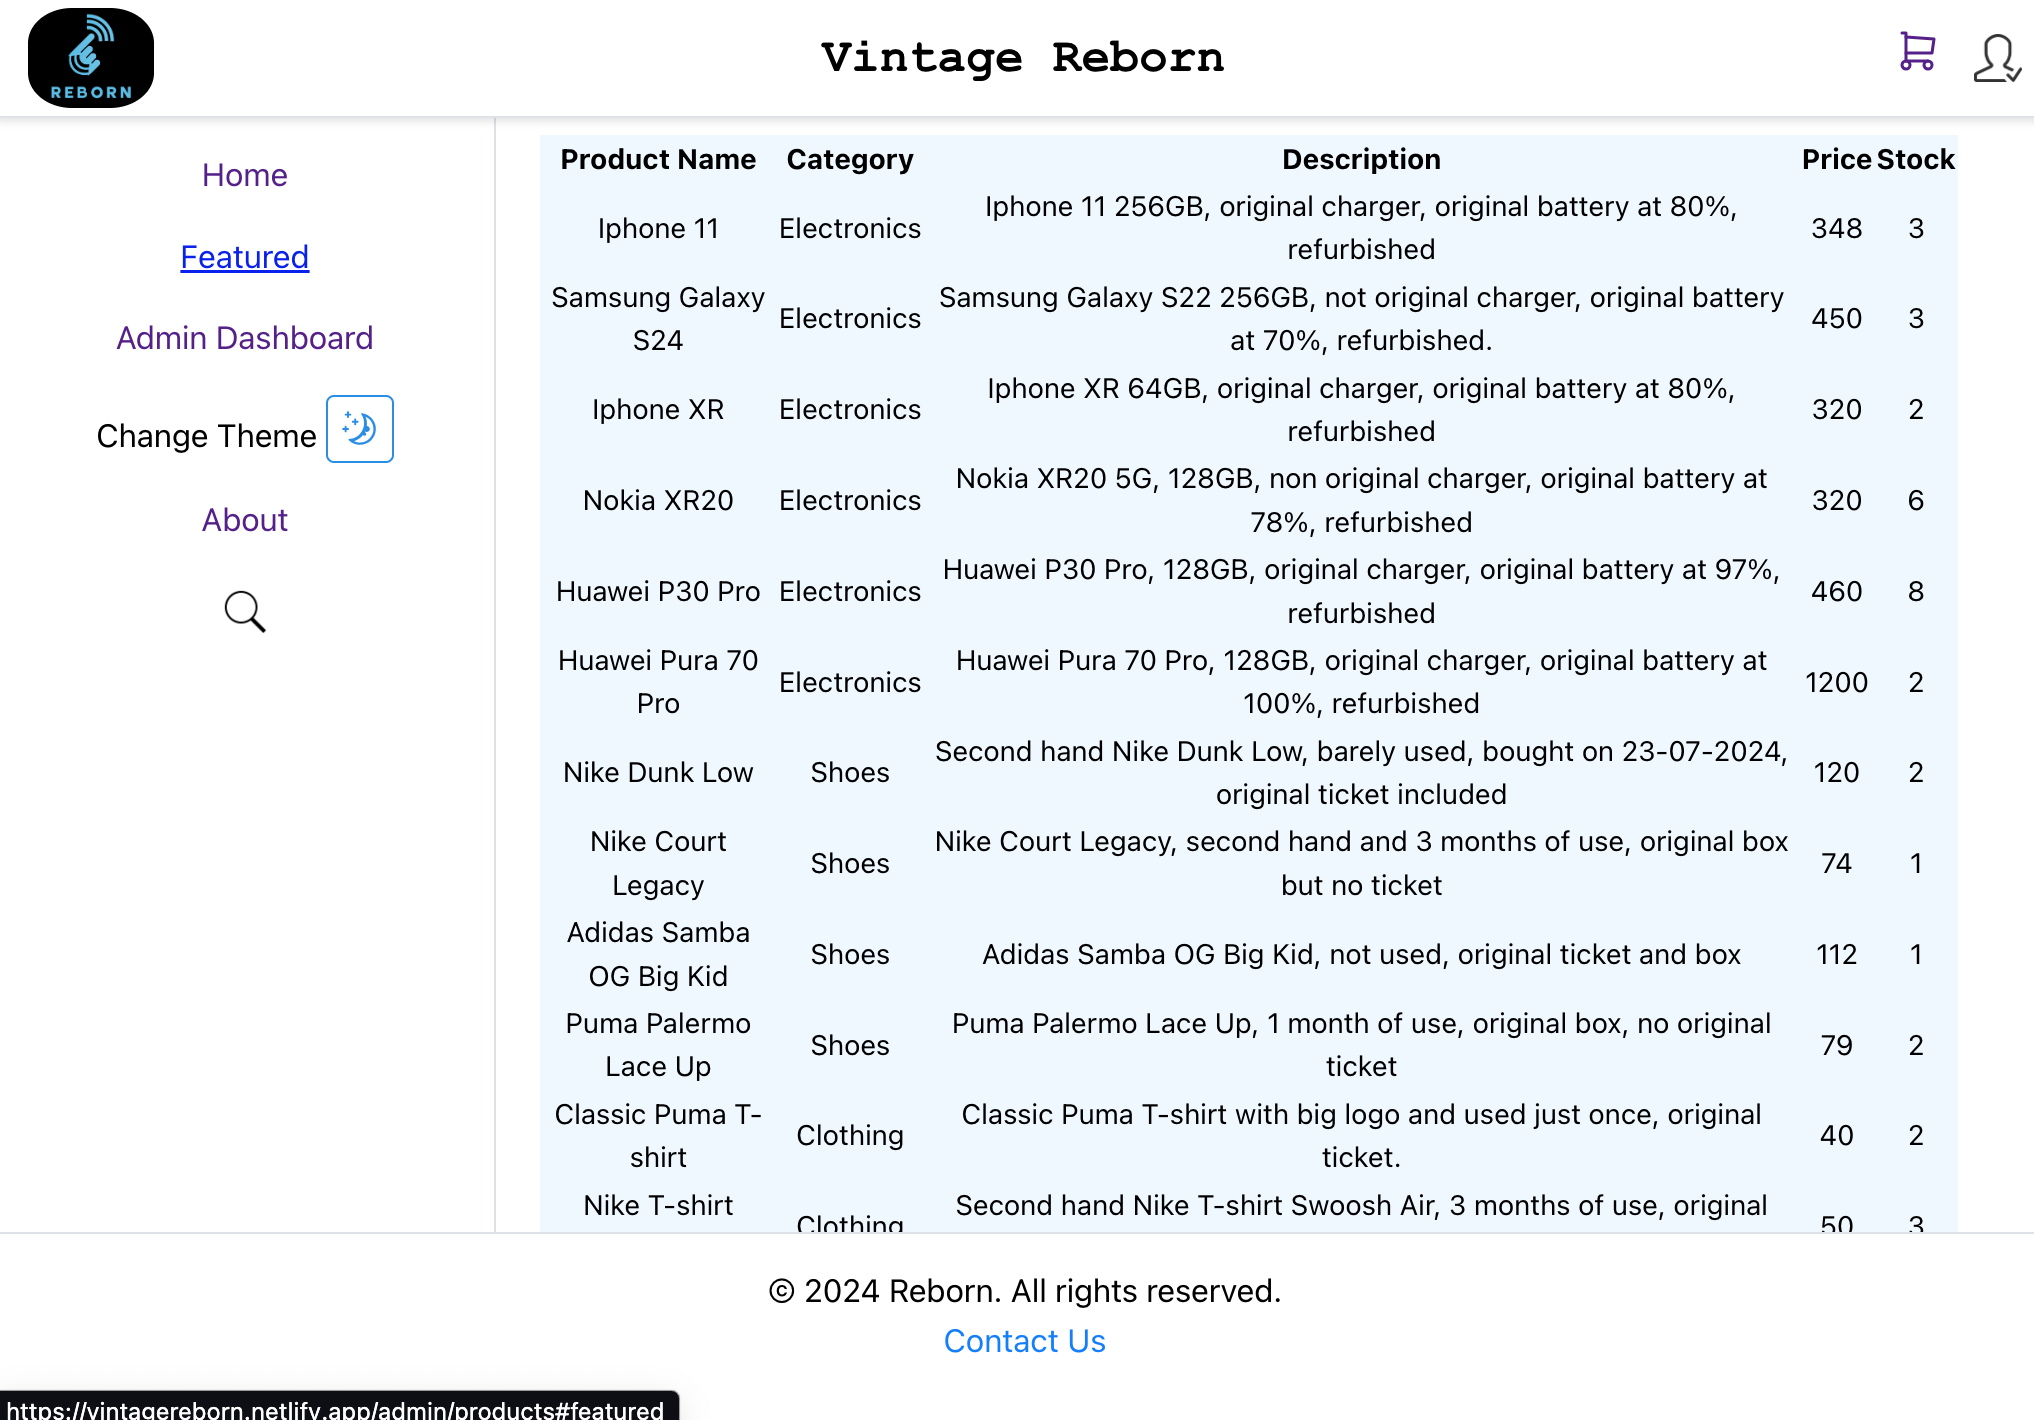 REBORN
Vintage Reborn
Home
Featured
Admin Dashboard
Change Theme
About
Product Name Category Description Price Stock
Iphone 11 Electronics Iphone 11 256GB, original charger, original battery at 80%, refurbished 348 3
Samsung Galaxy S24 Electronics Samsung Galaxy S22 256GB, not original charger, original battery at 70%, refurbished. 450 3
Iphone XR Electronics Iphone XR 64GB, original charger, original battery at 80%, refurbished 320 2
Nokia XR20 Electronics Nokia XR20 5G, 128GB, non original charger, original battery at 78%, refurbished 320 6
Huawei P30 Pro Electronics Huawei P30 Pro, 128GB, original charger, original battery at 97%, refurbished 460 8
Huawei Pura 70 Pro Electronics Huawei Pura 70 Pro, 128GB, original charger, original battery at 100%, refurbished 1200 2
Nike Dunk Low Shoes Second hand Nike Dunk Low, barely used, bought on 23-07-2024, original ticket included 120 2
Nike Court Legacy Shoes Nike Court Legacy, second hand and 3 months of use, original box but no ticket 74 1
Adidas Samba OG Big Kid Shoes Adidas Samba OG Big Kid, not used, original ticket and box 112 1
Puma Palermo Lace Up Shoes Puma Palermo Lace Up, 1 month of use, original box, no original ticket 79 2
Classic Puma T-shirt Clothing Classic Puma T-shirt with big logo and used just once, original ticket. 40 2
Nike T-shirt Clothing Second hand Nike T-shirt Swoosh Air, 3 months of use, original 50 3
© 2024 Reborn. All rights reserved.
Contact Us
https://vintagereborn.netlify.app/admin/products#featured